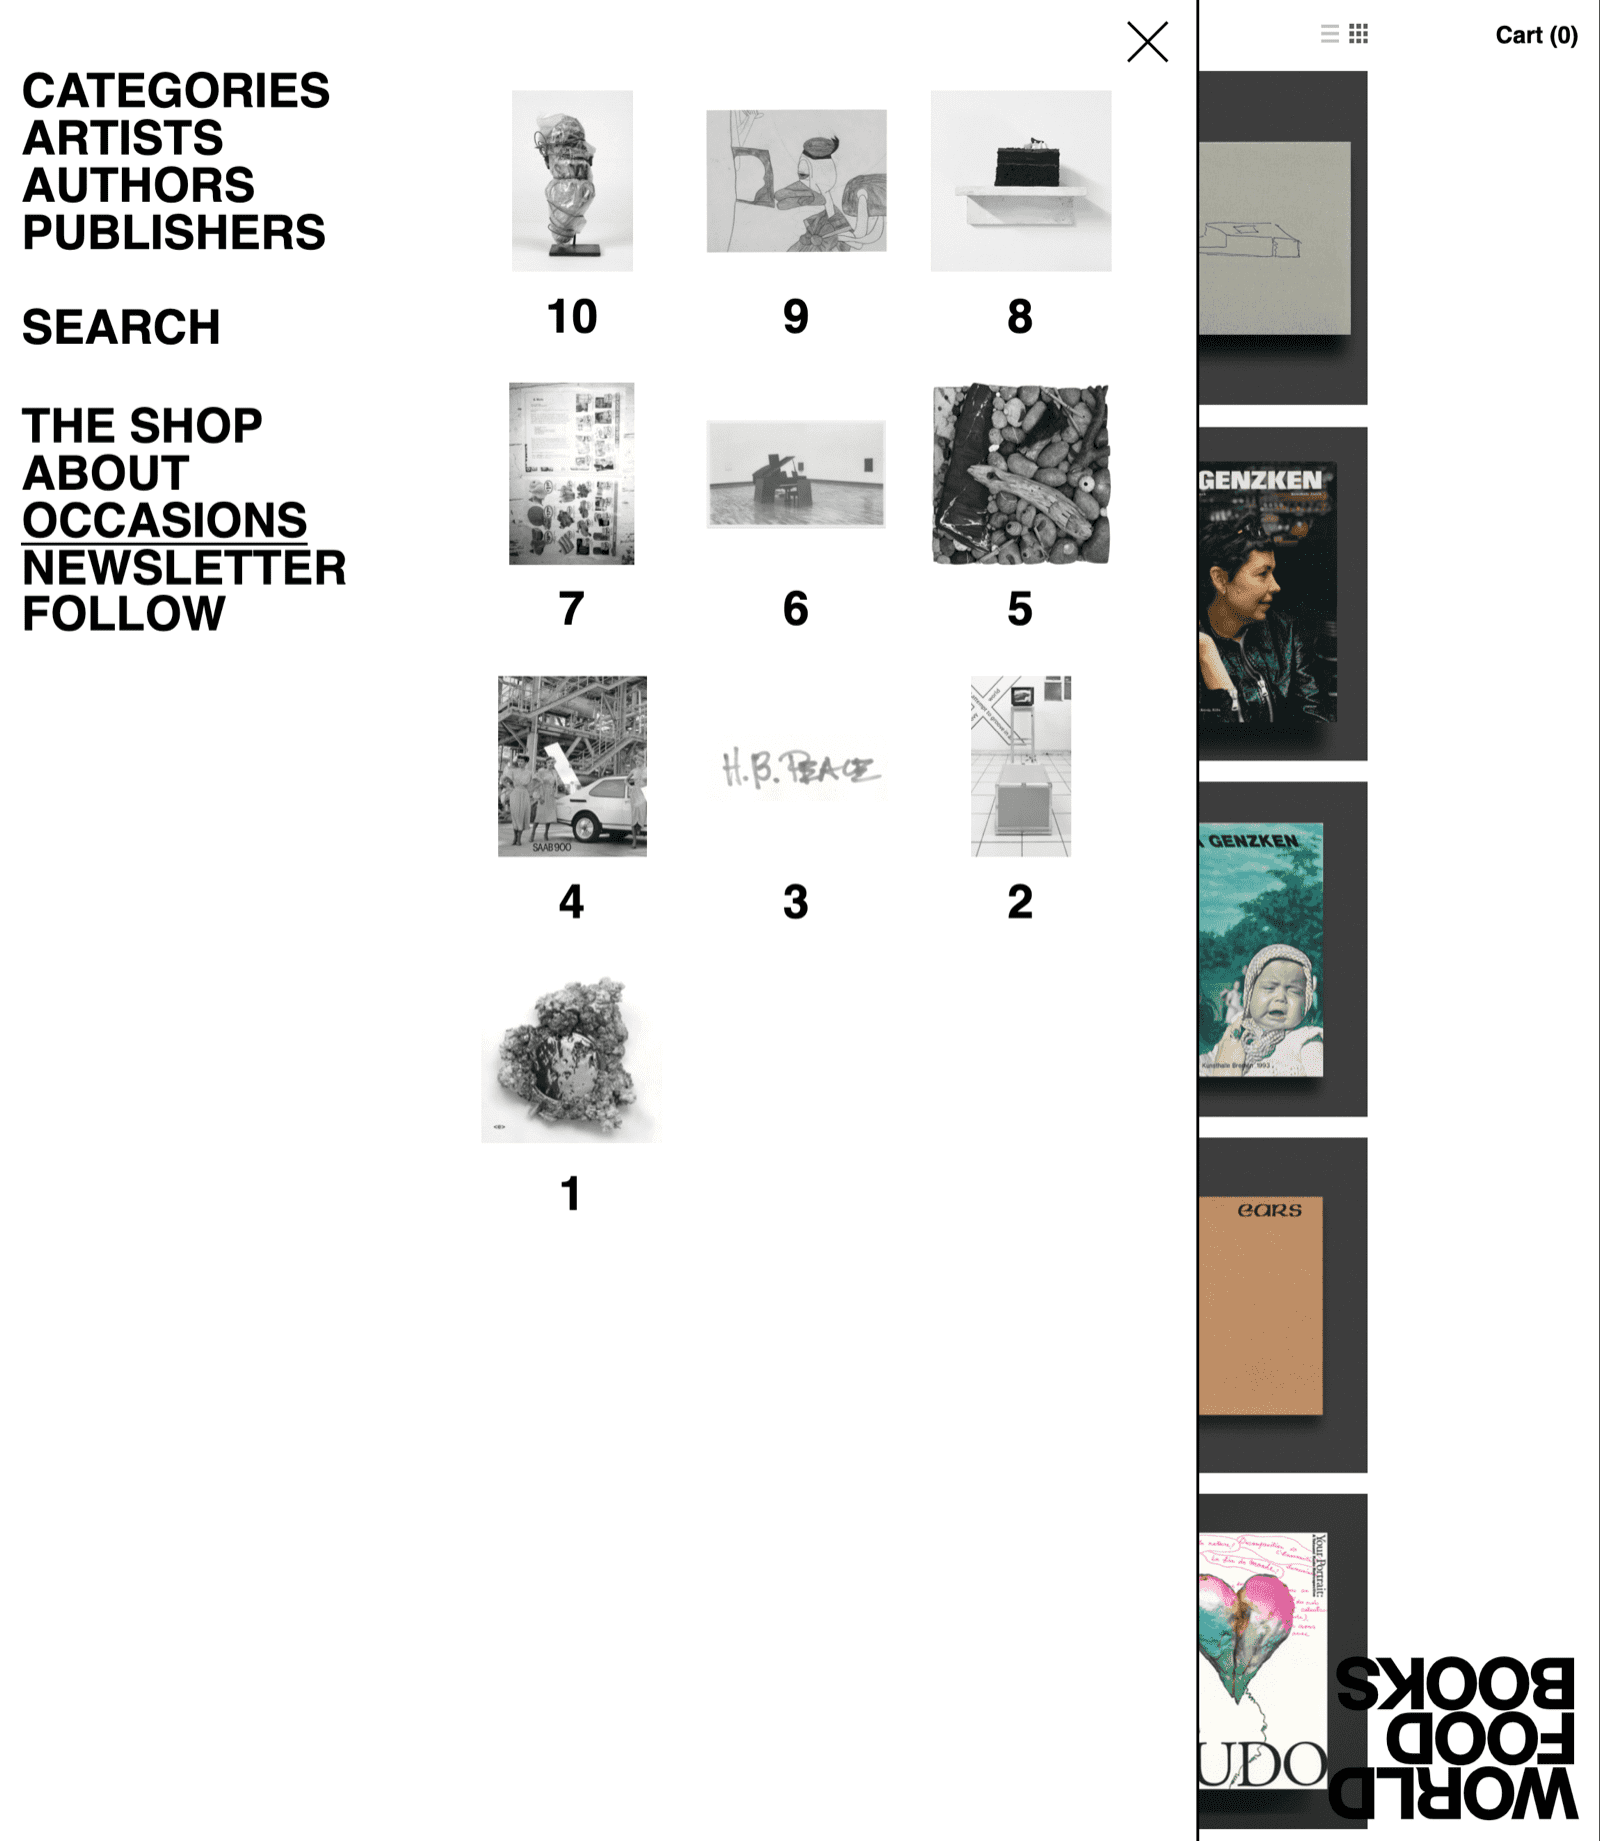 CATEGORIES
ARTISTS
AUTHORS
PUBLISHERS
SEARCH
THE SHOP
ABOUT
OCCASIONS
NEWSLETTER
FOLLOW
10
9
8
7
6
5
SAAB 900
H.B. PEACE
4
3
2
1
Cart (0)
GENZKEN
GENZKEN
Kunsthalle Bremen 1993
ears
Your Portrait:
UDO
WORLD
FOOD
BOOKS